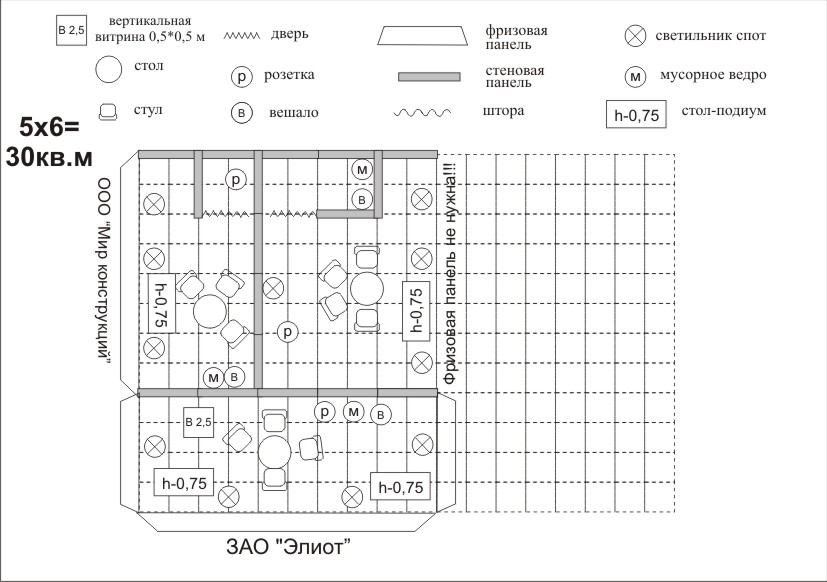 В 2,5
вертикальная
витрина 0,5*0,5 м
дверь
фризовая
панель
светильник спот
стол
р
розетка
стеновая
панель
м
мусорное ведро
стул
в
вешало
штора
h-0,75
стол-подиум
5х6=
30кв.м
ООО "Мир конструкций"
Фризовая панель не нужна!!!
р
м
в
h-0,75
h-0,75
р
м
в
В 2,5
р
м
в
h-0,75
h-0,75
ЗАО "Элиот”